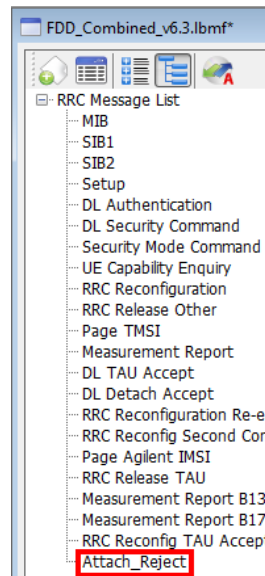 FDD_Combined_v6.3.lbmf*
A
RRC Message List
MIB
SIB1
SIB2
Setup
DL Authentication
DL Security Command
Security Mode Command
UE Capability Enquiry
RRC Reconfiguration
RRC Release Other
Page TMSI
Measurement Report
DL TAU Accept
DL Detach Accept
RRC Reconfiguration Re-e
RRC Reconfig Second Con
Page Agilent IMSI
RRC Release TAU
Measurement Report B13
Measurement Report B17
RRC Reconfig TAU Accept
Attach_Reject